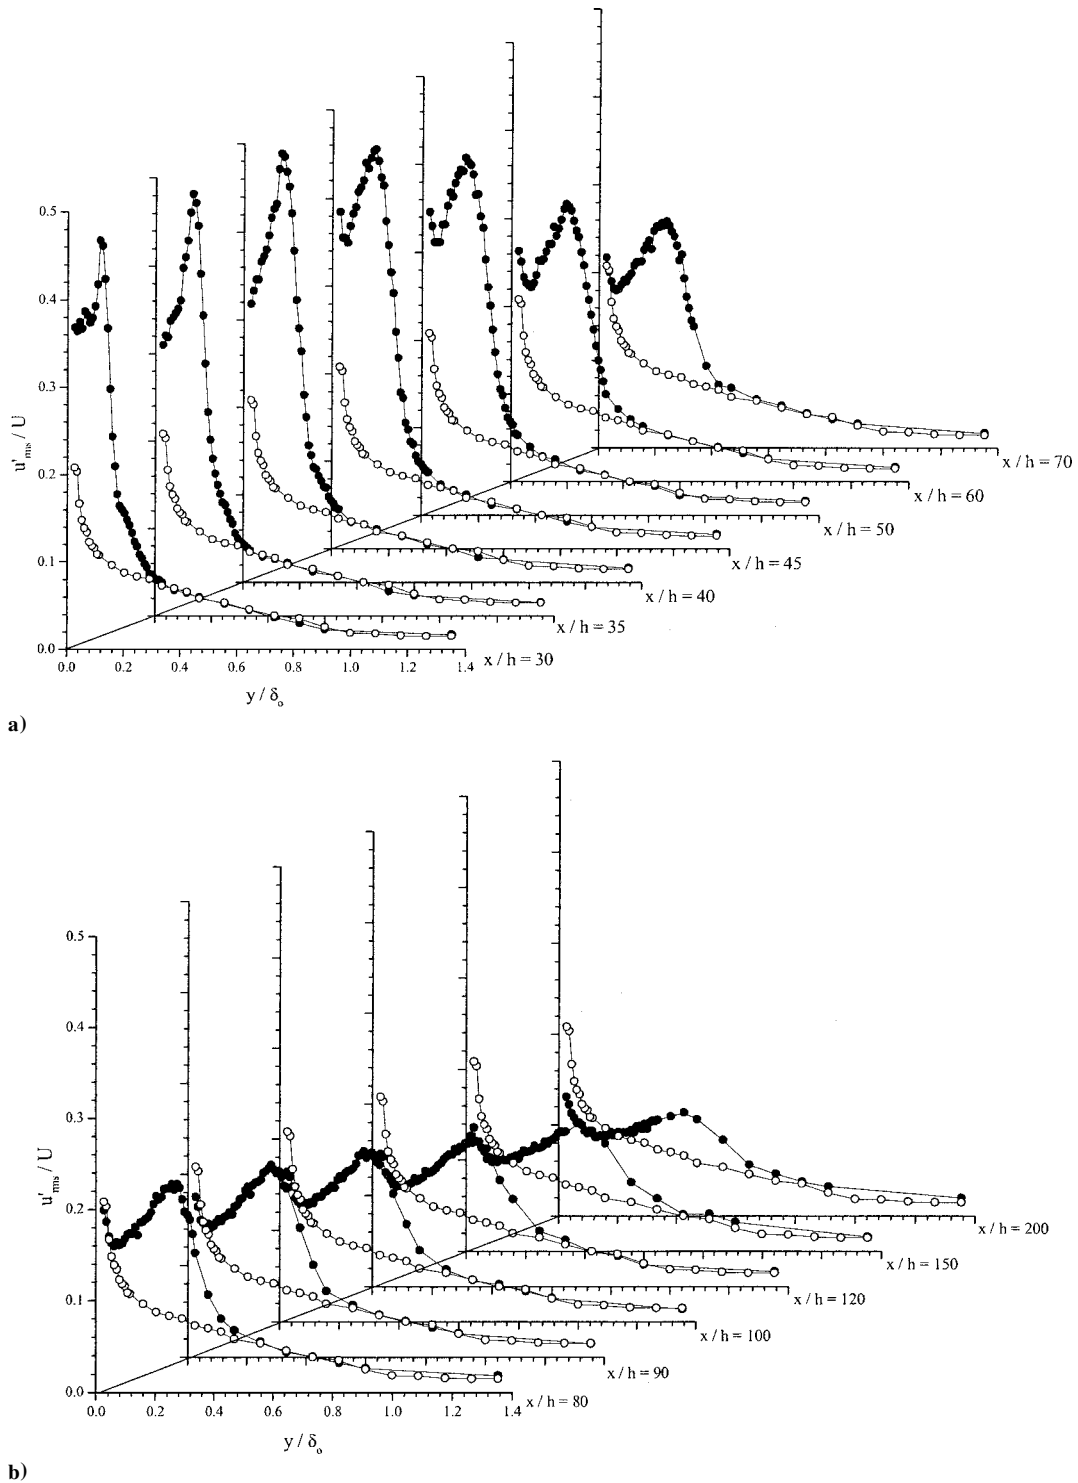 0.5
0.4
0.3
0.2
0.1
0.0
u'rms / U
0.0 0.2 0.4 0.6 0.8 1.0 1.2 1.4
y / δo
x / h = 30
x / h = 35
x / h = 40
x / h = 45
x / h = 50
x / h = 60
x / h = 70
a)
0.5
0.4
0.3
0.2
0.1
0.0
u'rms / U
0.0 0.2 0.4 0.6 0.8 1.0 1.2 1.4
y / δo
x / h = 80
x / h = 90
x / h = 100
x / h = 120
x / h = 150
x / h = 200
b)